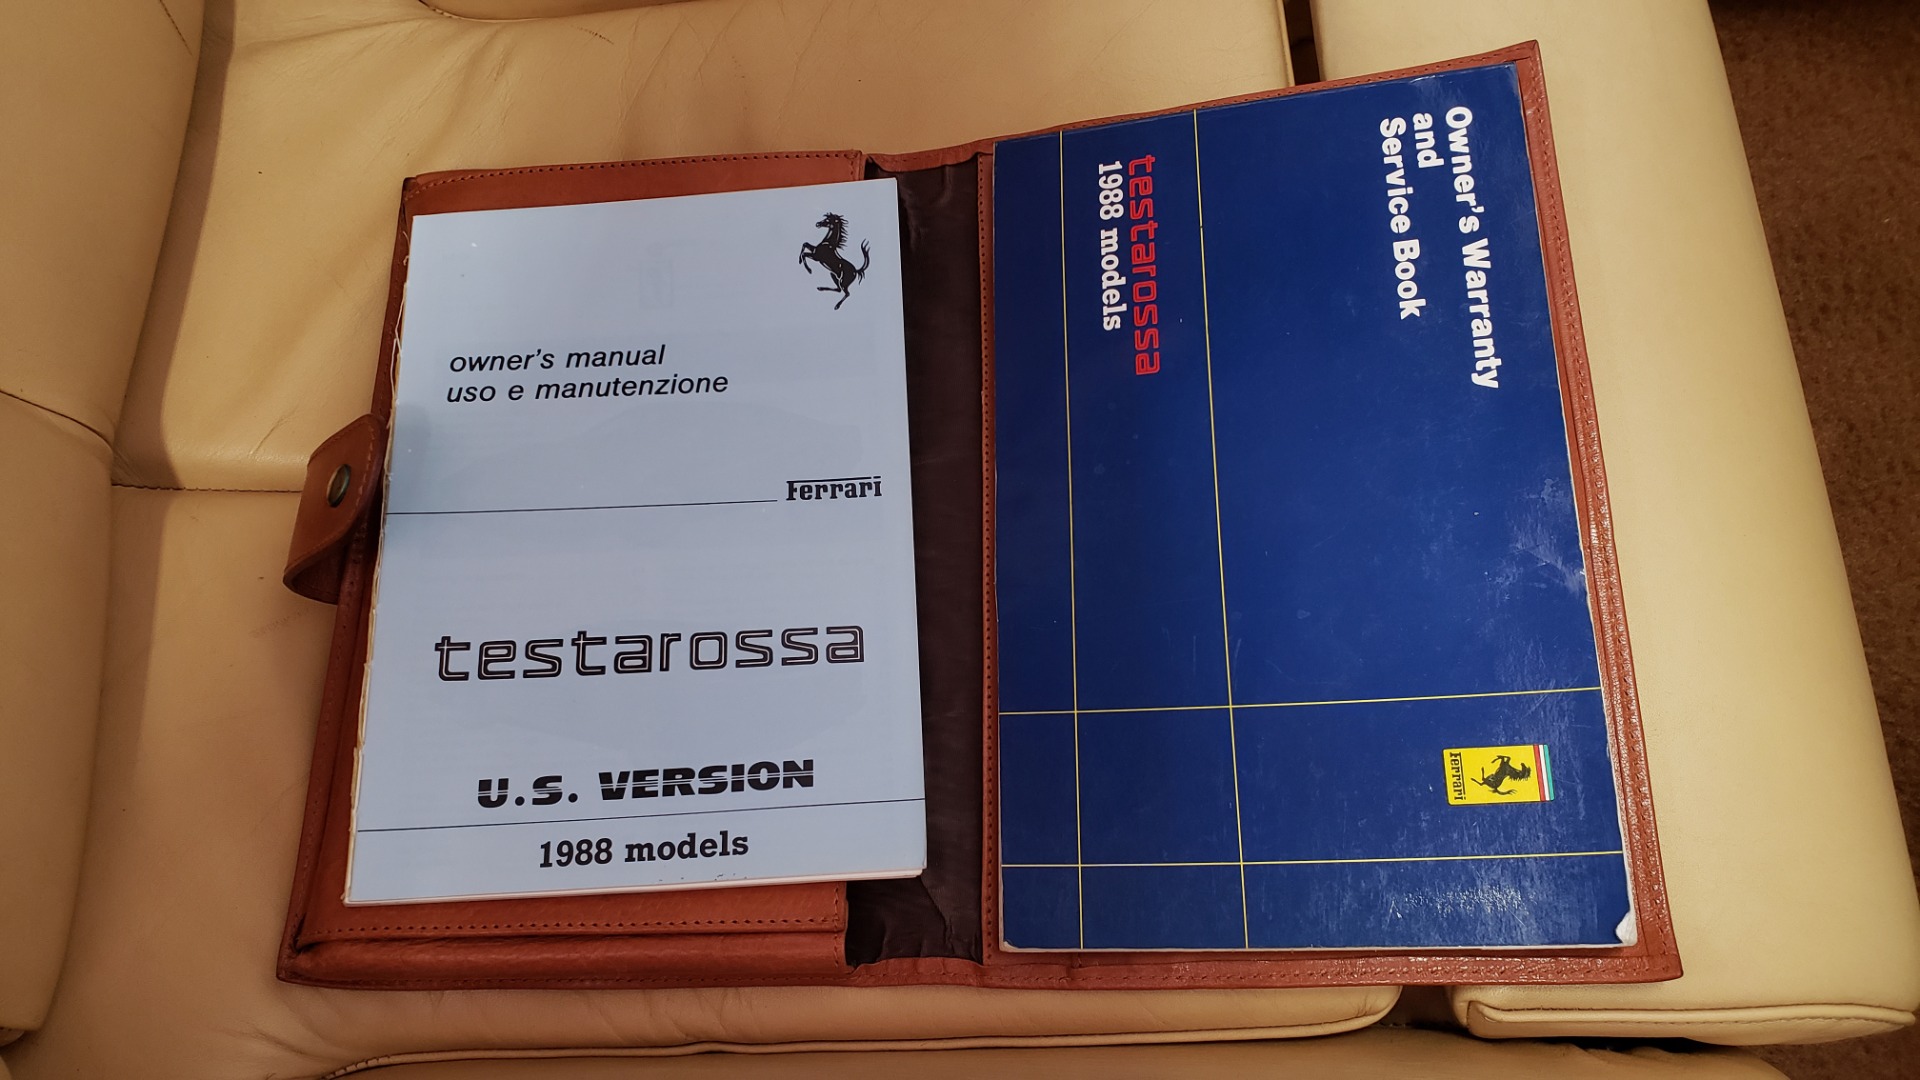 owner's manual
uso e manutenzione
Ferrari
testarossa
U.S. VERSION
1988 models
Owner's Warranty
and
Service Book
testarossa
1988 models
Ferrari